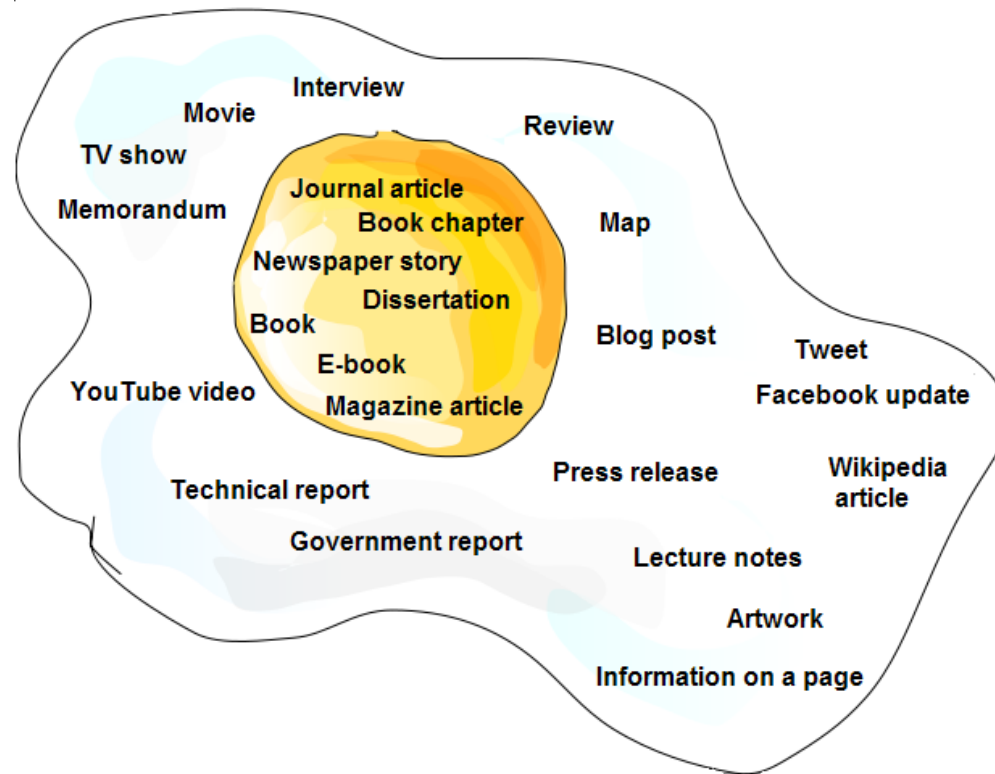 Interview
Movie
Review
TV show
Journal article
Memorandum
Book chapter
Map
Newspaper story
Dissertation
Book
Blog post
Tweet
E-book
YouTube video
Facebook update
Magazine article
Press release
Wikipedia
article
Technical report
Government report
Lecture notes
Artwork
Information on a page